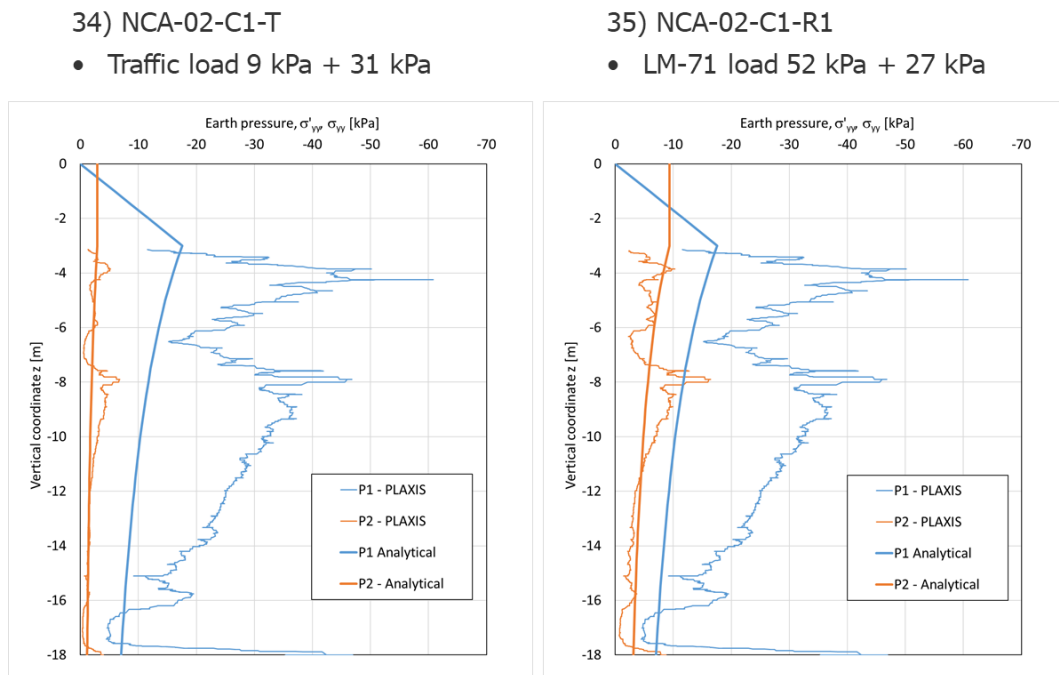 34) NCA-02-C1-T
• Traffic load 9 kPa + 31 kPa
Earth pressure, σ'yy, σyy [kPa]
0 -10 -20 -30 -40 -50 -60 -70
0
-2
-4
-6
-8
-10
-12
-14
-16
-18
Vertical coordinate z [m]
P1 - PLAXIS
P2 - PLAXIS
P1 Analytical
P2 - Analytical
35) NCA-02-C1-R1
• LM-71 load 52 kPa + 27 kPa
Earth pressure, σ'yy, σyy [kPa]
0 -10 -20 -30 -40 -50 -60 -70
0
-2
-4
-6
-8
-10
-12
-14
-16
-18
Vertical coordinate z [m]
P1 - PLAXIS
P2 - PLAXIS
P1 Analytical
P2 - Analytical